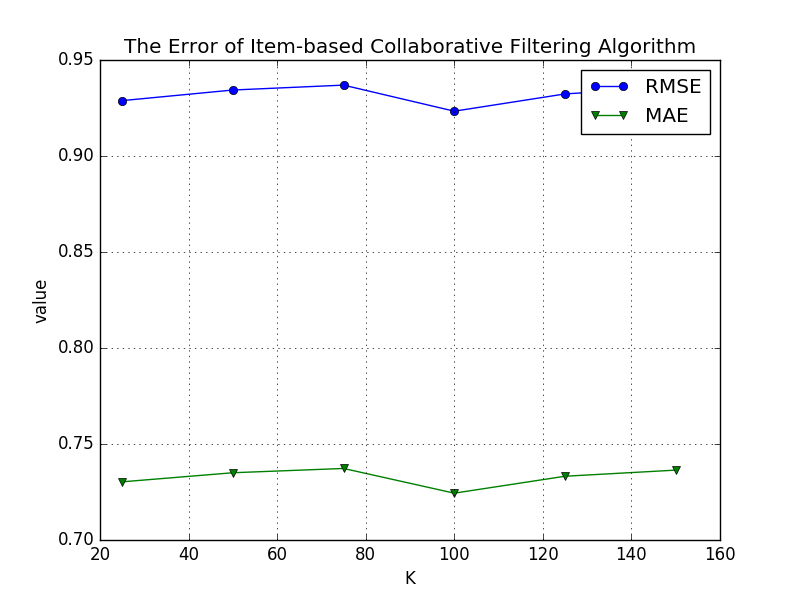 The Error of Item-based Collaborative Filtering Algorithm
0.95
RMSE
MAE
0.90
0.85
value
0.80
0.75
0.70
20 40 60 80 100 120 140 160
K